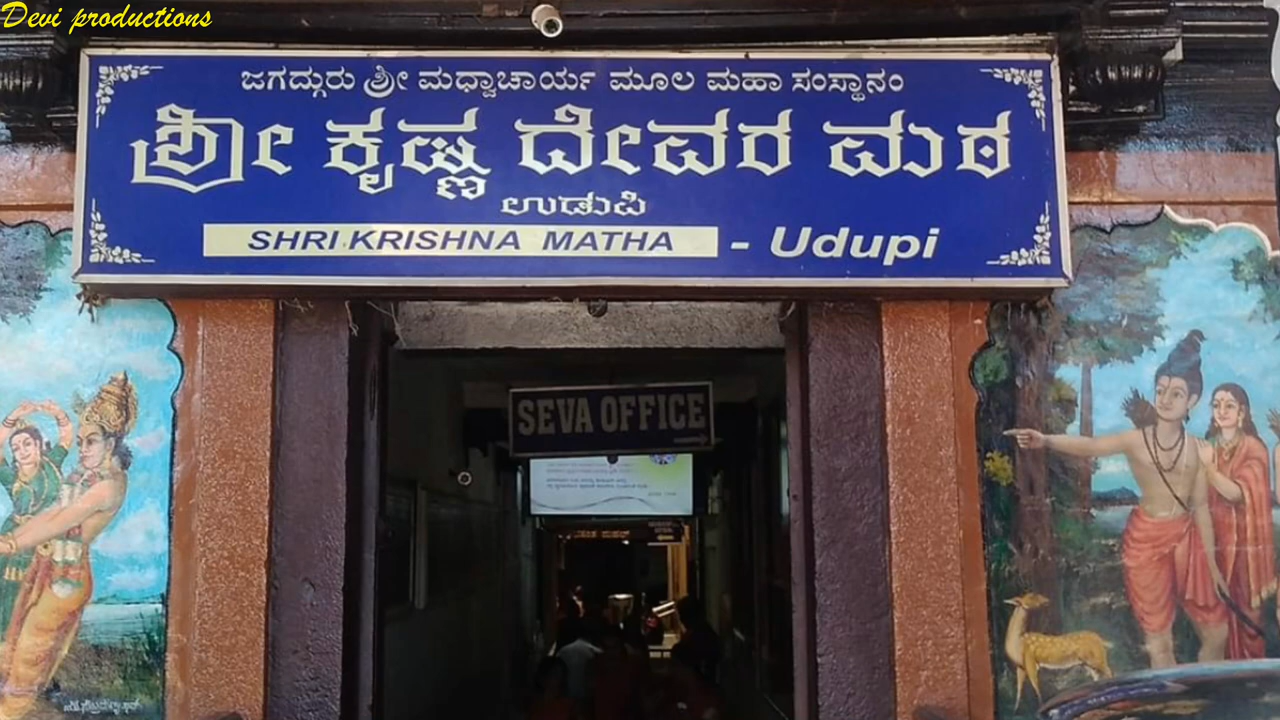 Devi productions
ಜಗದ್ಗುರು ಶ್ರೀ ಮಧ್ವಾಚಾರ್ಯ ಮೂಲ ಮಹಾ ಸಂಸ್ಥಾನಂ
ಶ್ರೀ ಕೃಷ್ಣ ದೇವರ ಮಠ
ಉಡುಪಿ
SHRI KRISHNA MATHA - Udupi
SEVA OFFICE